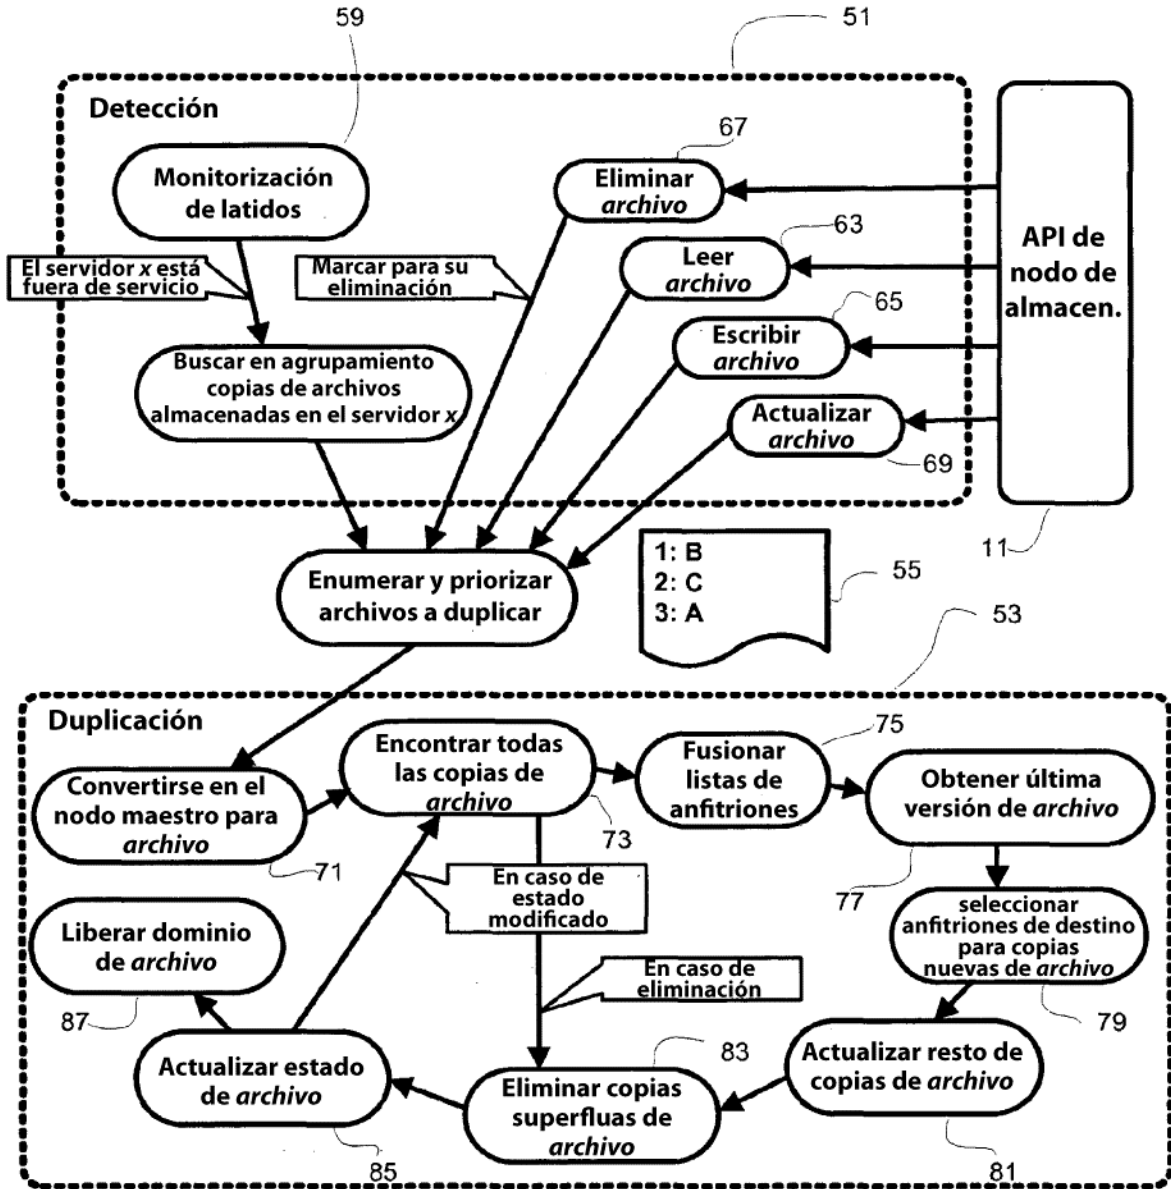 59
51
Detección
67
Monitorización
de latidos
Eliminar
archivo
63
API de
nodo de
almacen.
El servidor x está
fuera de servicio
Marcar para su
eliminación
Leer
archivo
65
Escribir
archivo
Buscar en agrupamiento
copias de archivos
almacenadas en el servidor x
Actualizar
archivo
69
11
Enumerar y priorizar
archivos a duplicar
1: B
2: C
3: A
55
53
Duplicación
75
Encontrar todas
las copias de
archivo
Fusionar
listas de
anfitriones
Obtener última
versión de archivo
Convertirse en el
nodo maestro para
archivo
73
71
77
En caso de
estado
modificado
seleccionar
anfitriones de destino
para copias
nuevas de archivo
Liberar dominio
de archivo
En caso de
eliminación
87
79
83
Actualizar estado
de archivo
Eliminar copias
superfluas de
archivo
Actualizar resto de
copias de archivo
85
81